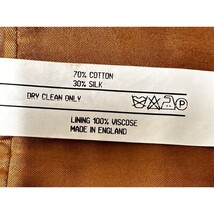 70% COTTON
30% SILK
DRY CLEAN ONLY
P
LINING 100% VISCOSE
MADE IN ENGLAND